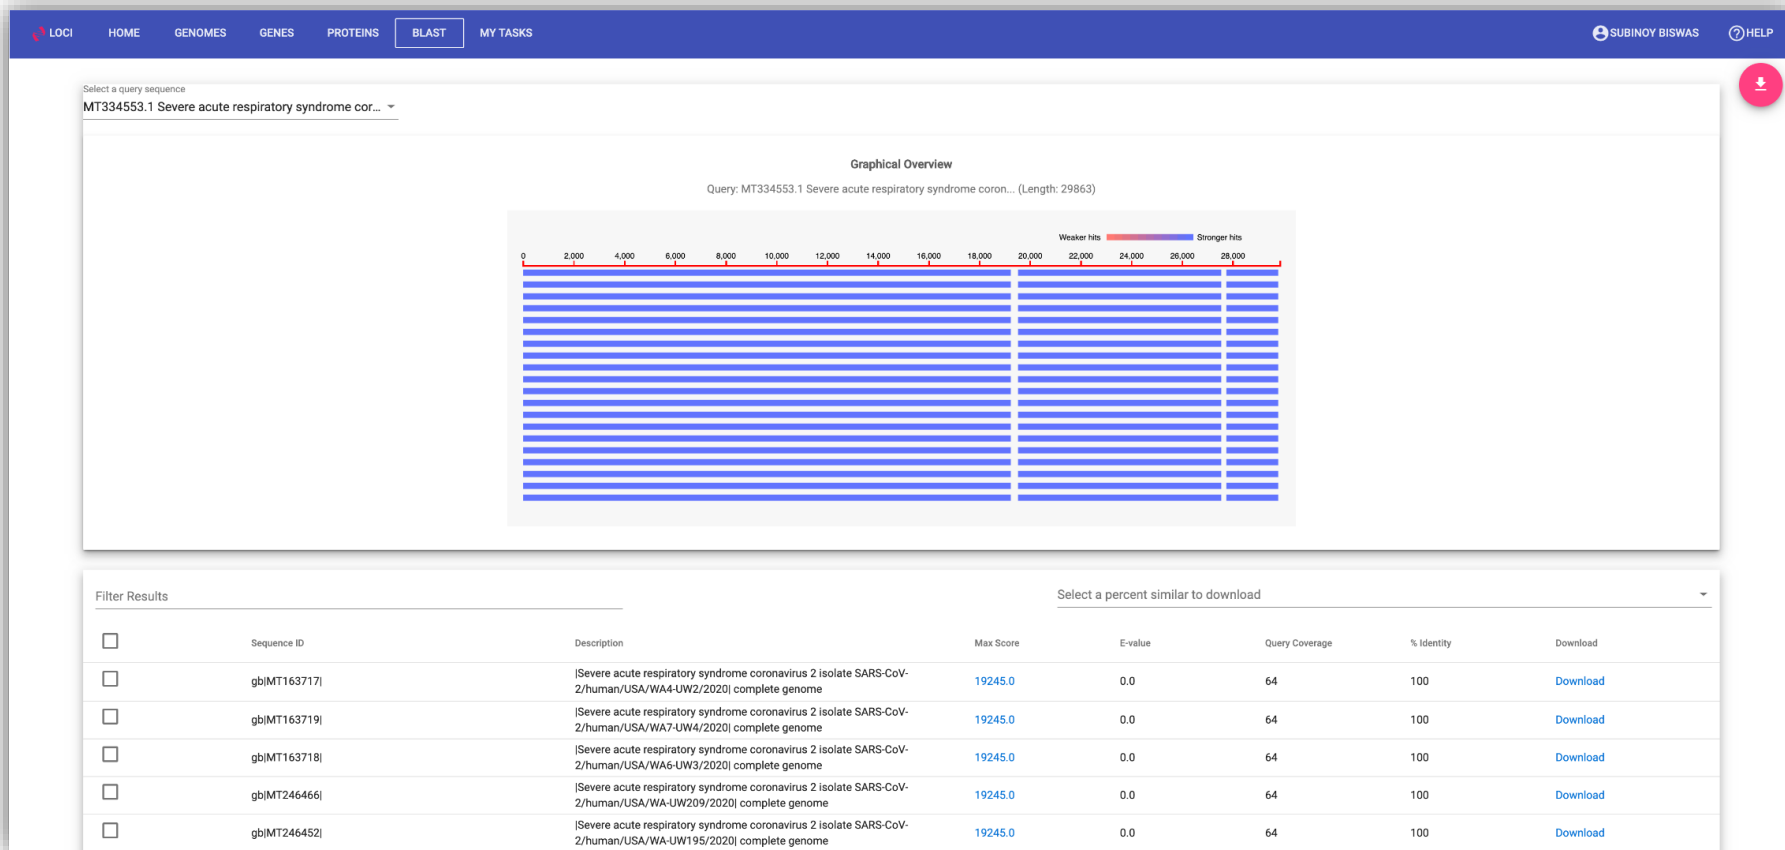 LOCI HOME GENOMES GENES PROTEINS BLAST MY TASKS SUBINOY BISWAS HELP
Select a query sequence
MT334553.1 Severe acute respiratory syndrome cor...
Graphical Overview
Query: MT334553.1 Severe acute respiratory syndrome coron... (Length: 29863)
Weaker hits Stronger hits
0 2,000 4,000 6,000 8,000 10,000 12,000 14,000 16,000 18,000 20,000 22,000 24,000 26,000 28,000
Filter Results Select a percent similar to download
Sequence ID Description Max Score E-value Query Coverage % Identity Download
|Severe acute respiratory syndrome coronavirus 2 isolate SARS-CoV-
gb|MT163717| 19245.0 0.0 64 100 Download
2/human/USA/WA4-UW2/2020| complete genome
|Severe acute respiratory syndrome coronavirus 2 isolate SARS-CoV-
gb|MT163719| 19245.0 0.0 64 100 Download
2/human/USA/WA7-UW4/2020| complete genome
|Severe acute respiratory syndrome coronavirus 2 isolate SARS-CoV-
gb|MT163718| 19245.0 0.0 64 100 Download
2/human/USA/WA6-UW3/2020| complete genome
|Severe acute respiratory syndrome coronavirus 2 isolate SARS-CoV-
gb|MT246466| 19245.0 0.0 64 100 Download
2/human/USA/WA-UW209/2020| complete genome
|Severe acute respiratory syndrome coronavirus 2 isolate SARS-CoV-
gb|MT246452| 19245.0 0.0 64 100 Download
2/human/USA/WA-UW195/2020| complete genome